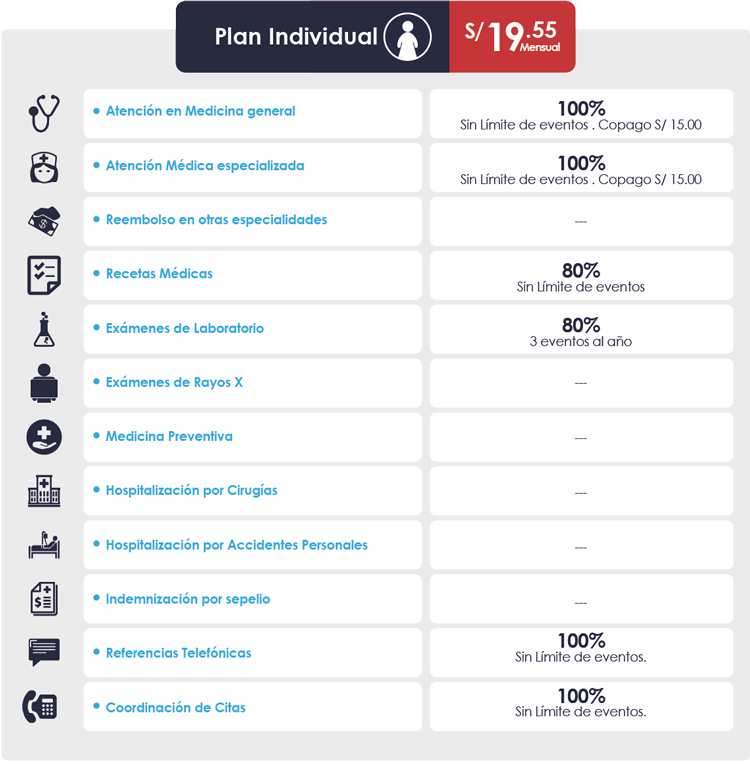 Plan Individual
S/ 19.55
Mensual
• Atención en Medicina general
100%
Sin Límite de eventos . Copago S/ 15.00
• Atención Médica especializada
100%
Sin Límite de eventos . Copago S/ 15.00
• Reembolso en otras especialidades
---
• Recetas Médicas
80%
Sin Límite de eventos
• Exámenes de Laboratorio
80%
3 eventos al año
• Exámenes de Rayos X
---
• Medicina Preventiva
---
• Hospitalización por Cirugías
---
• Hospitalización por Accidentes Personales
---
• Indemnización por sepelio
---
• Referencias Telefónicas
100%
Sin Límite de eventos.
• Coordinación de Citas
100%
Sin Límite de eventos.